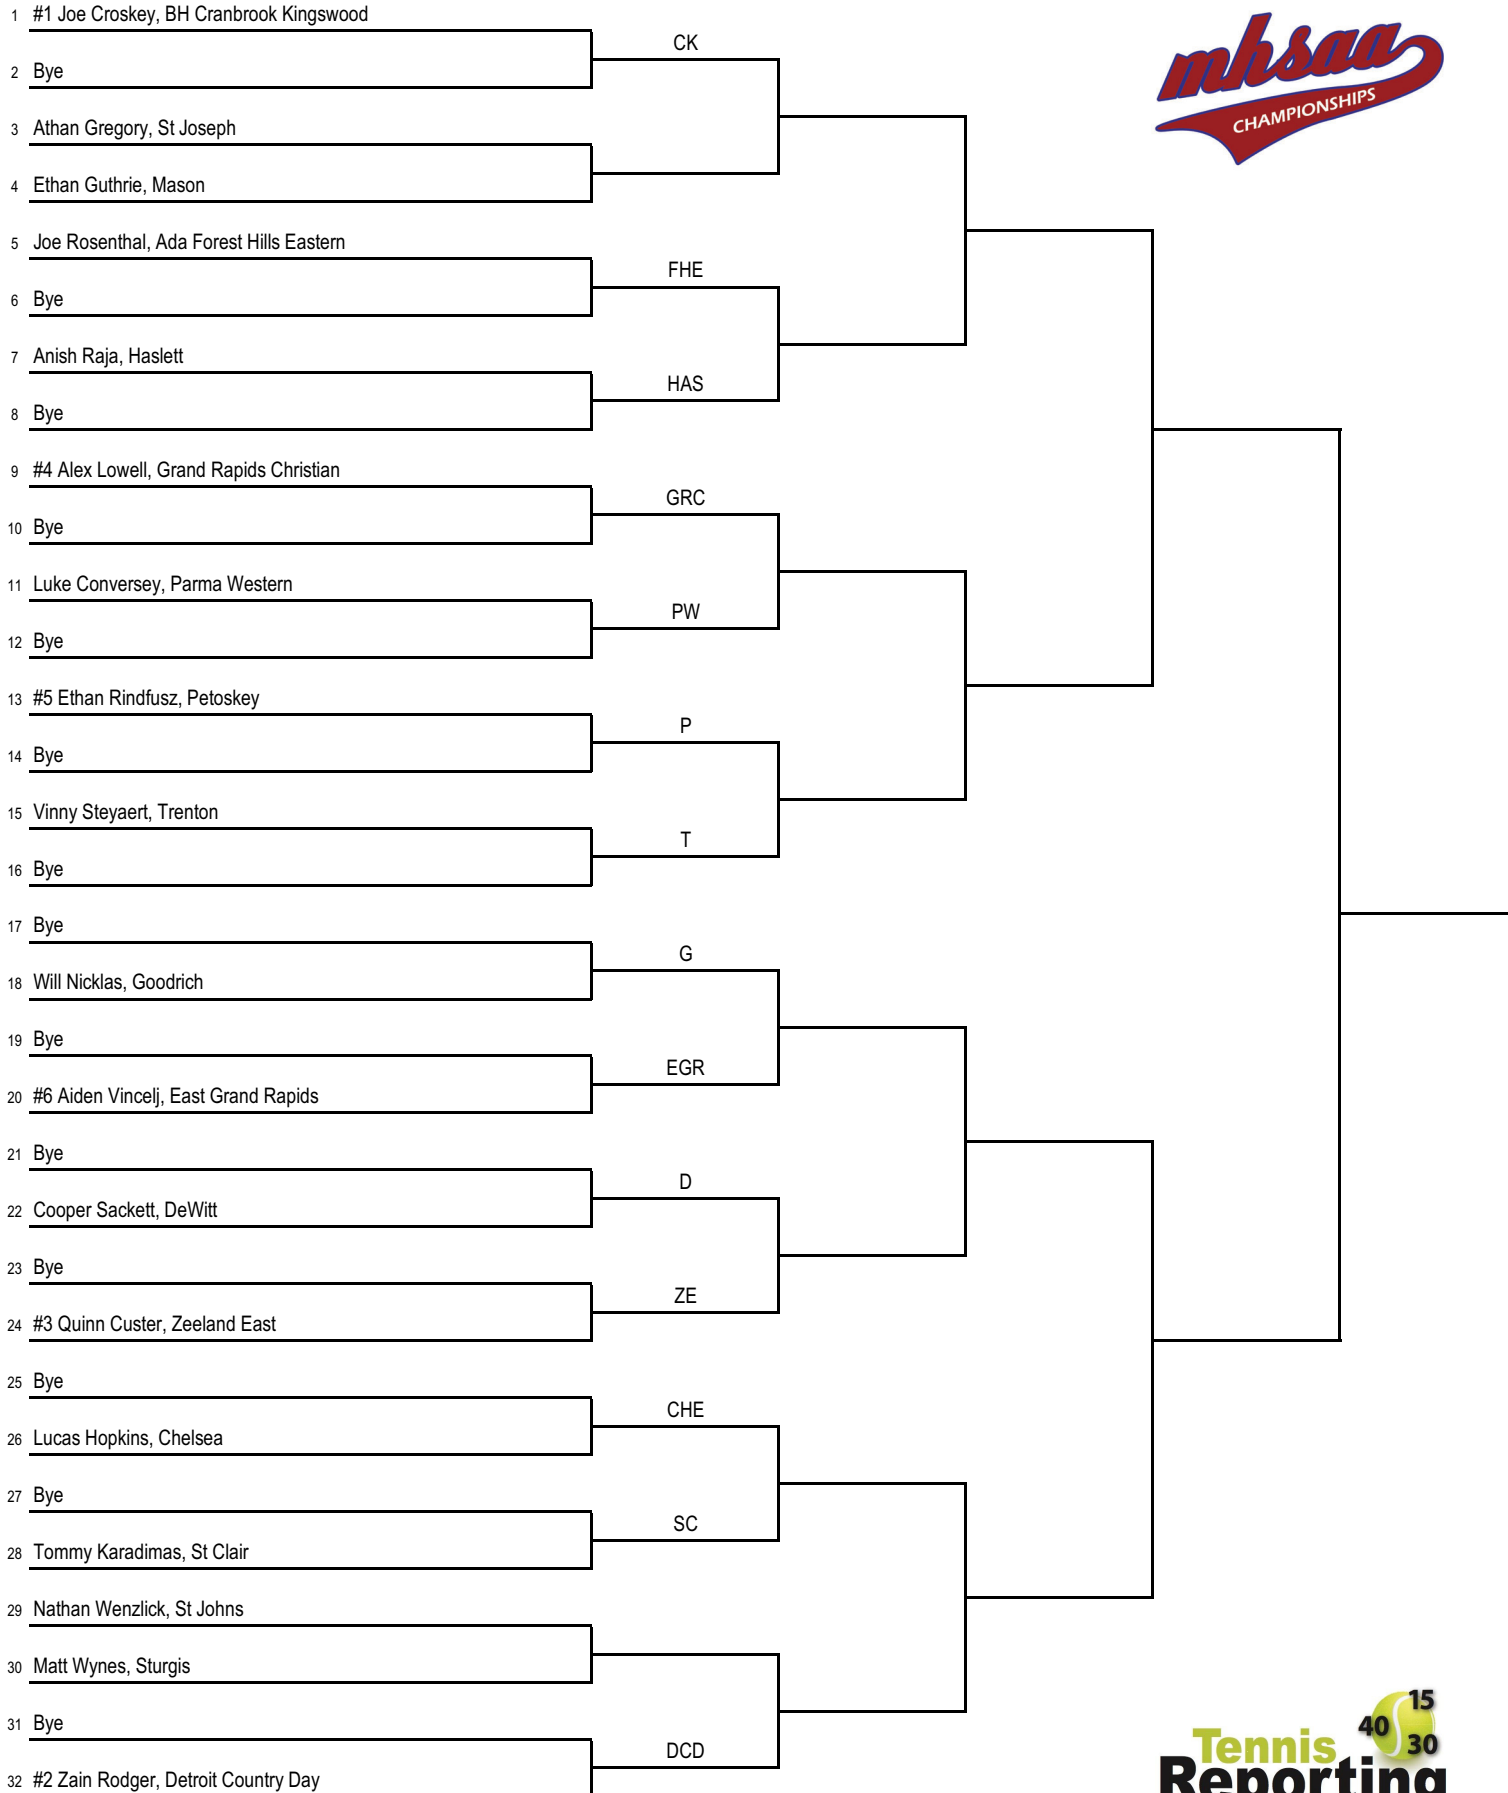 1 #1 Joe Croskey, BH Cranbrook Kingswood
CK
2 Bye
3 Athan Gregory, St Joseph
4 Ethan Guthrie, Mason
5 Joe Rosenthal, Ada Forest Hills Eastern
FHE
6 Bye
7 Anish Raja, Haslett
HAS
8 Bye
9 #4 Alex Lowell, Grand Rapids Christian
GRC
10 Bye
11 Luke Conversey, Parma Western
PW
12 Bye
13 #5 Ethan Rindfusz, Petoskey
P
14 Bye
15 Vinny Steyaert, Trenton
T
16 Bye
17 Bye
G
18 Will Nicklas, Goodrich
19 Bye
EGR
20 #6 Aiden Vincelj, East Grand Rapids
21 Bye
D
22 Cooper Sackett, DeWitt
23 Bye
ZE
24 #3 Quinn Custer, Zeeland East
25 Bye
CHE
26 Lucas Hopkins, Chelsea
27 Bye
SC
28 Tommy Karadimas, St Clair
29 Nathan Wenzlick, St Johns
30 Matt Wynes, Sturgis
31 Bye
DCD
32 #2 Zain Rodger, Detroit Country Day
mhsaa
CHAMPIONSHIPS
15
40
30
Tennis
Reporting